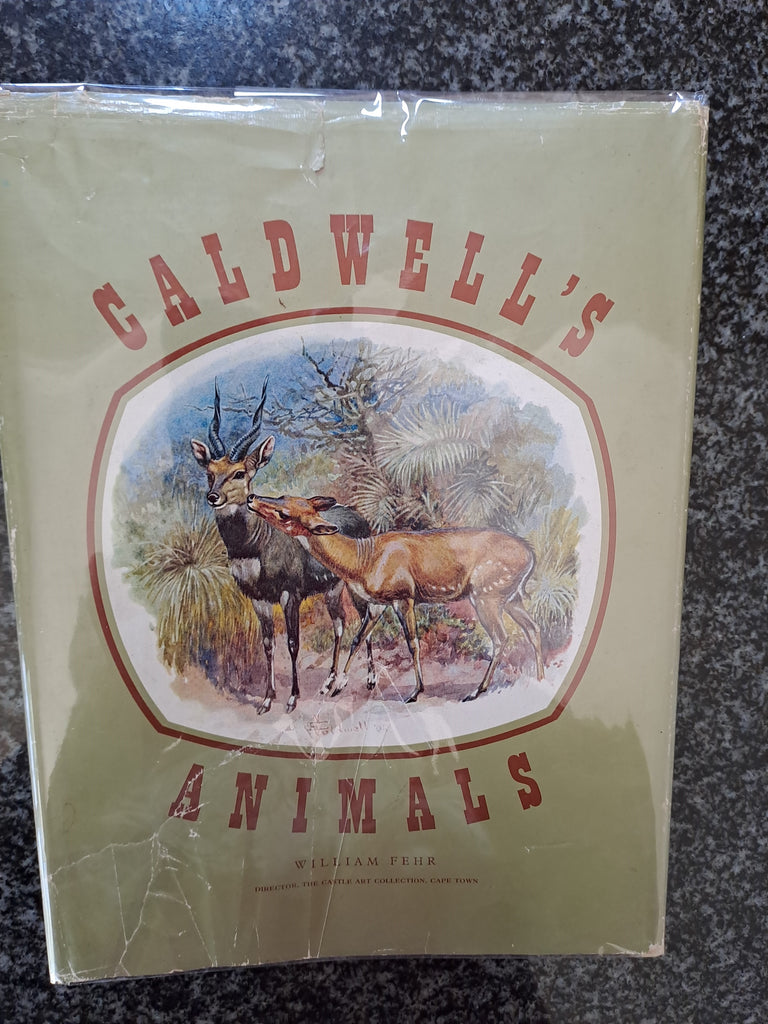 CALDWELL'S
ANIMALS
WILLIAM FEHR
DIRECTOR, THE CASTLE ART COLLECTION, CAPE TOWN